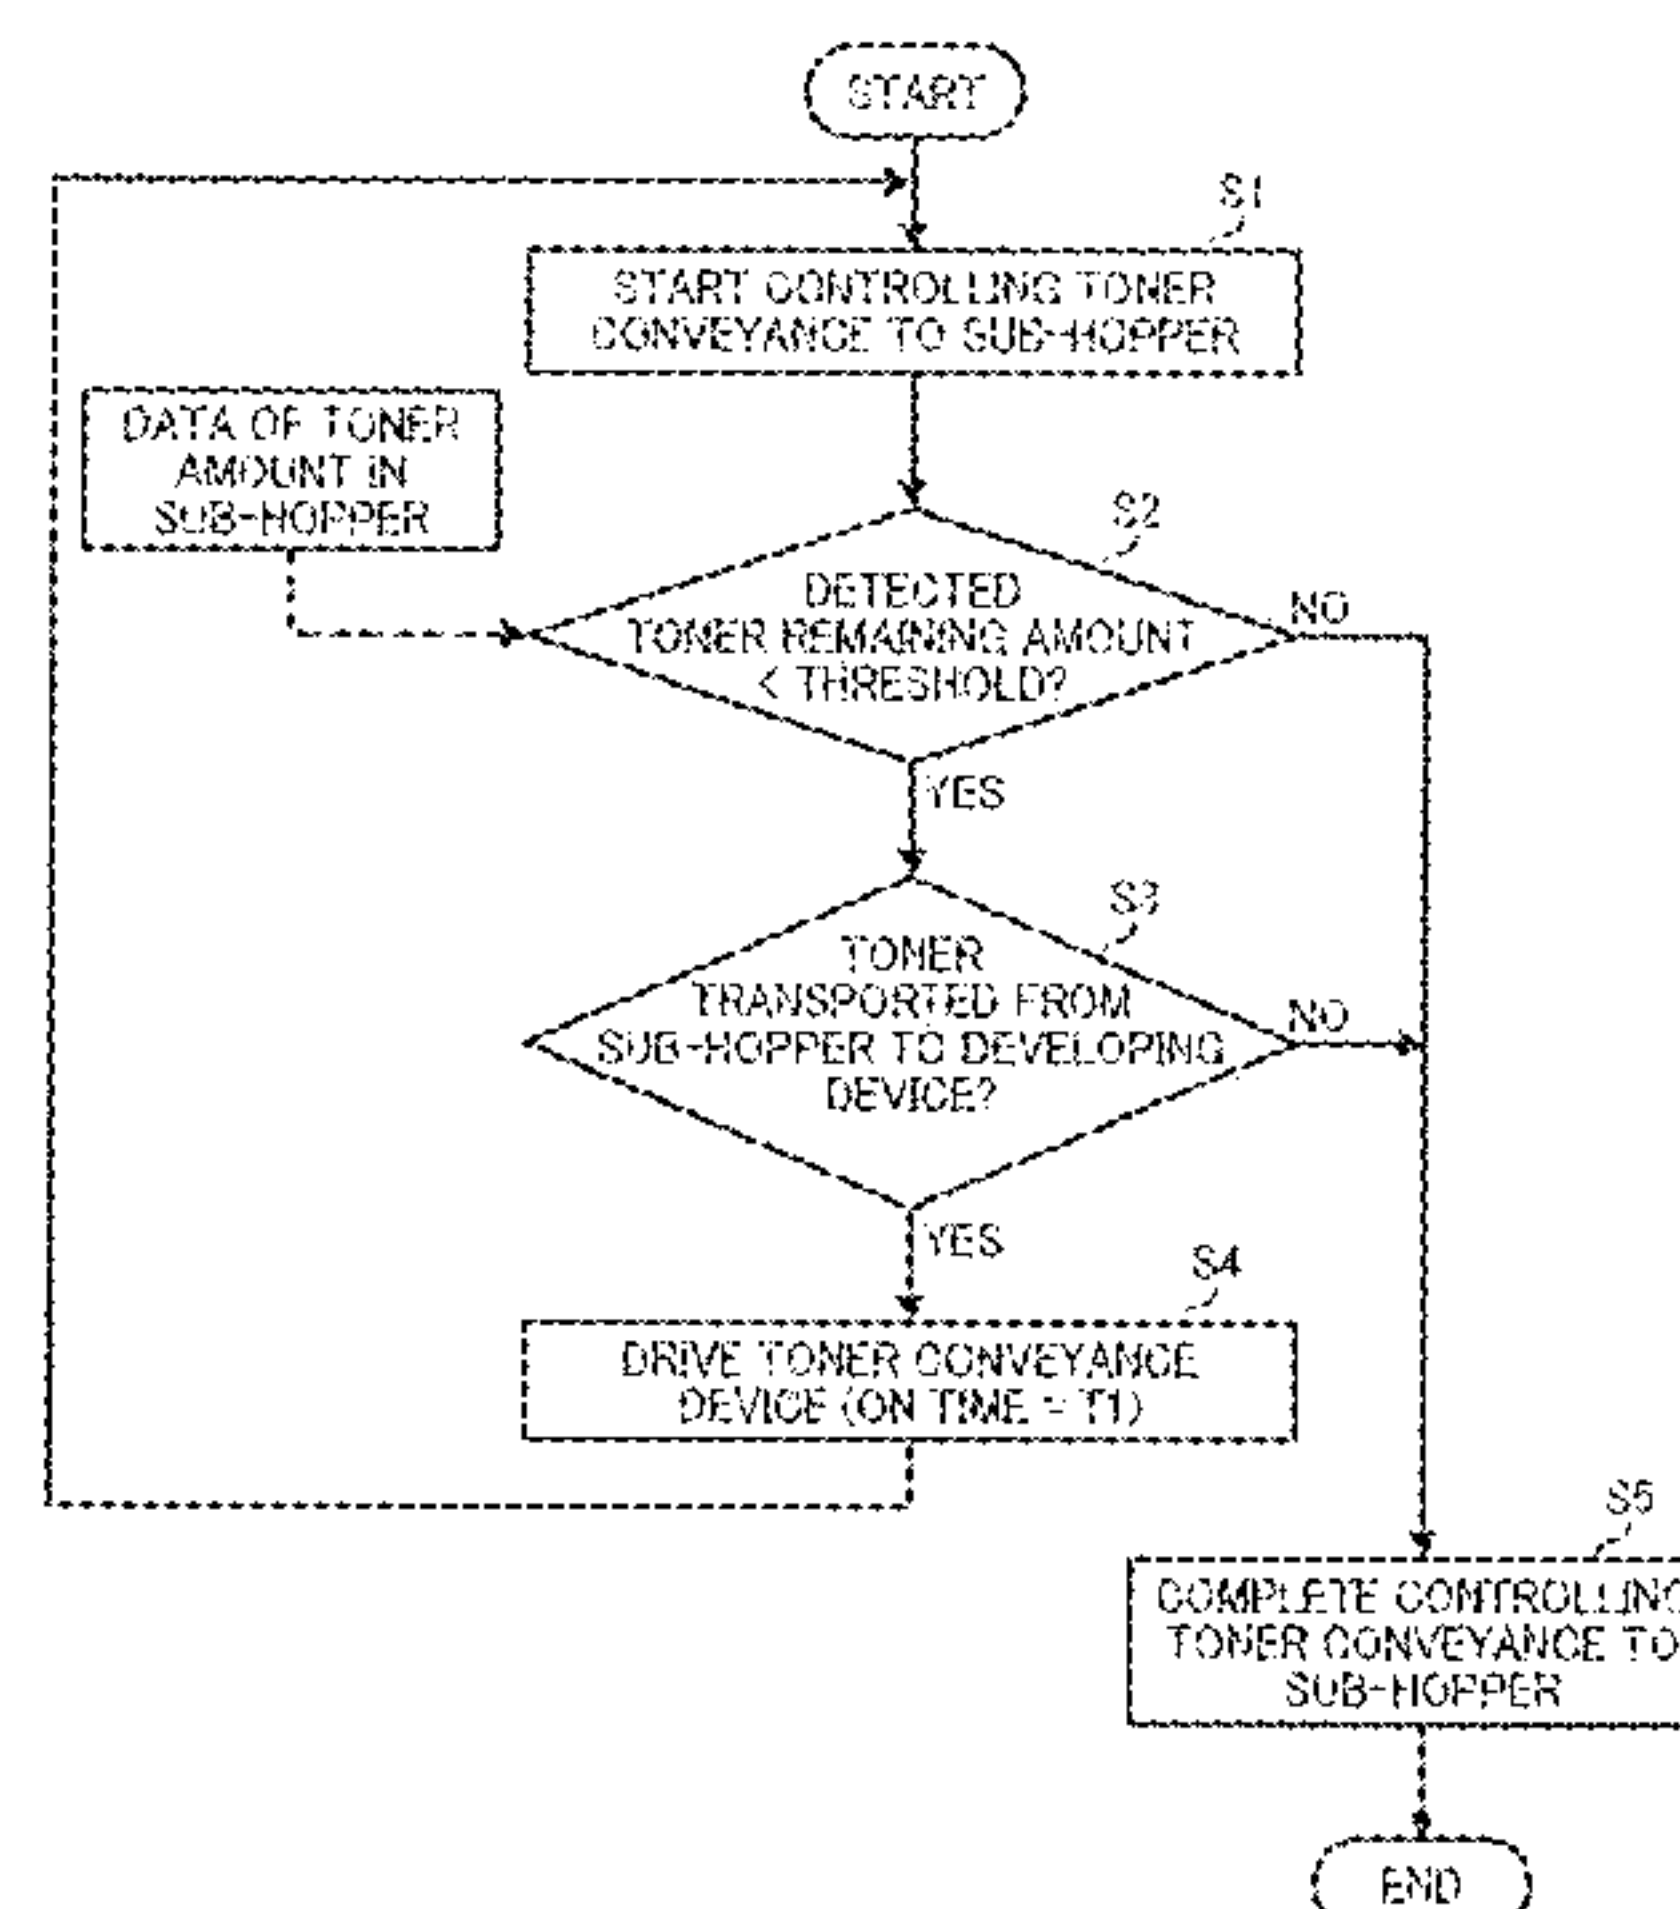 START
S1
START CONTROLLING TONER
CONVEYANCE TO SUB-HOPPER
DATA OF TONER
AMOUNT IN
SUB-HOPPER
S2
DETECTED
TONER REMAINING AMOUNT
< THRESHOLD?
NO
YES
S3
TONER
TRANSPORTED FROM
SUB-HOPPER TO DEVELOPING
DEVICE?
NO
YES
S4
DRIVE TONER CONVEYANCE
DEVICE (ON TIME = T1)
S5
COMPLETE CONTROLLING
TONER CONVEYANCE TO
SUB-HOPPER
END